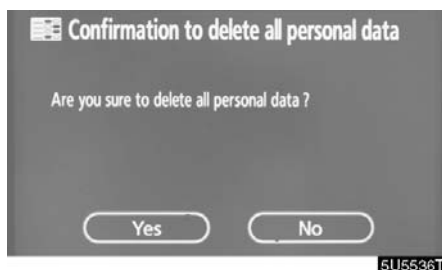 Confirmation to delete all personal data
Are you sure to delete all personal data ?
Yes
No
5U5536T